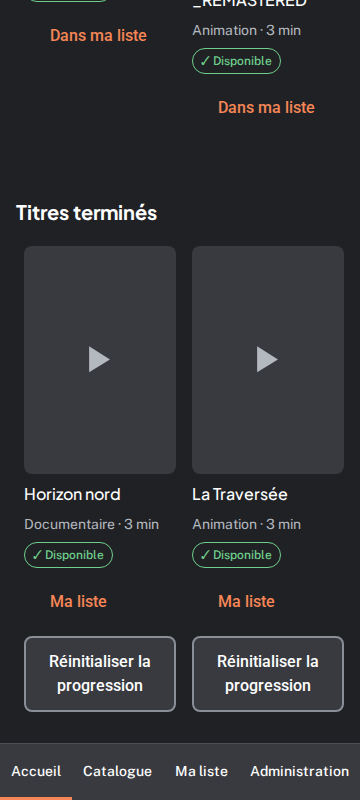 _REMASTERED
Animation · 3 min
✓ Disponible
Dans ma liste
Dans ma liste
Titres terminés
Horizon nord
Documentaire · 3 min
✓ Disponible
Ma liste
Réinitialiser la
progression
La Traversée
Animation · 3 min
✓ Disponible
Ma liste
Réinitialiser la
progression
Accueil
Catalogue
Ma liste
Administration